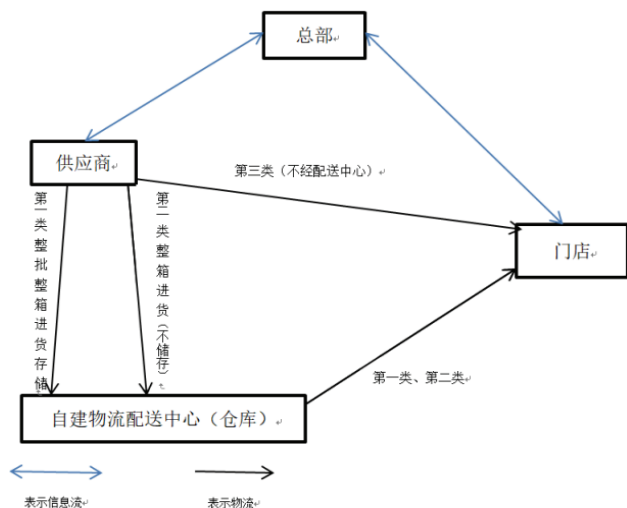 总部
供应商
第三类（不经配送中心）
第一类整批整箱进货存储
第二类整箱进货（不储存）
门店
第一类、第二类
自建物流配送中心（仓库）
表示信息流
表示物流